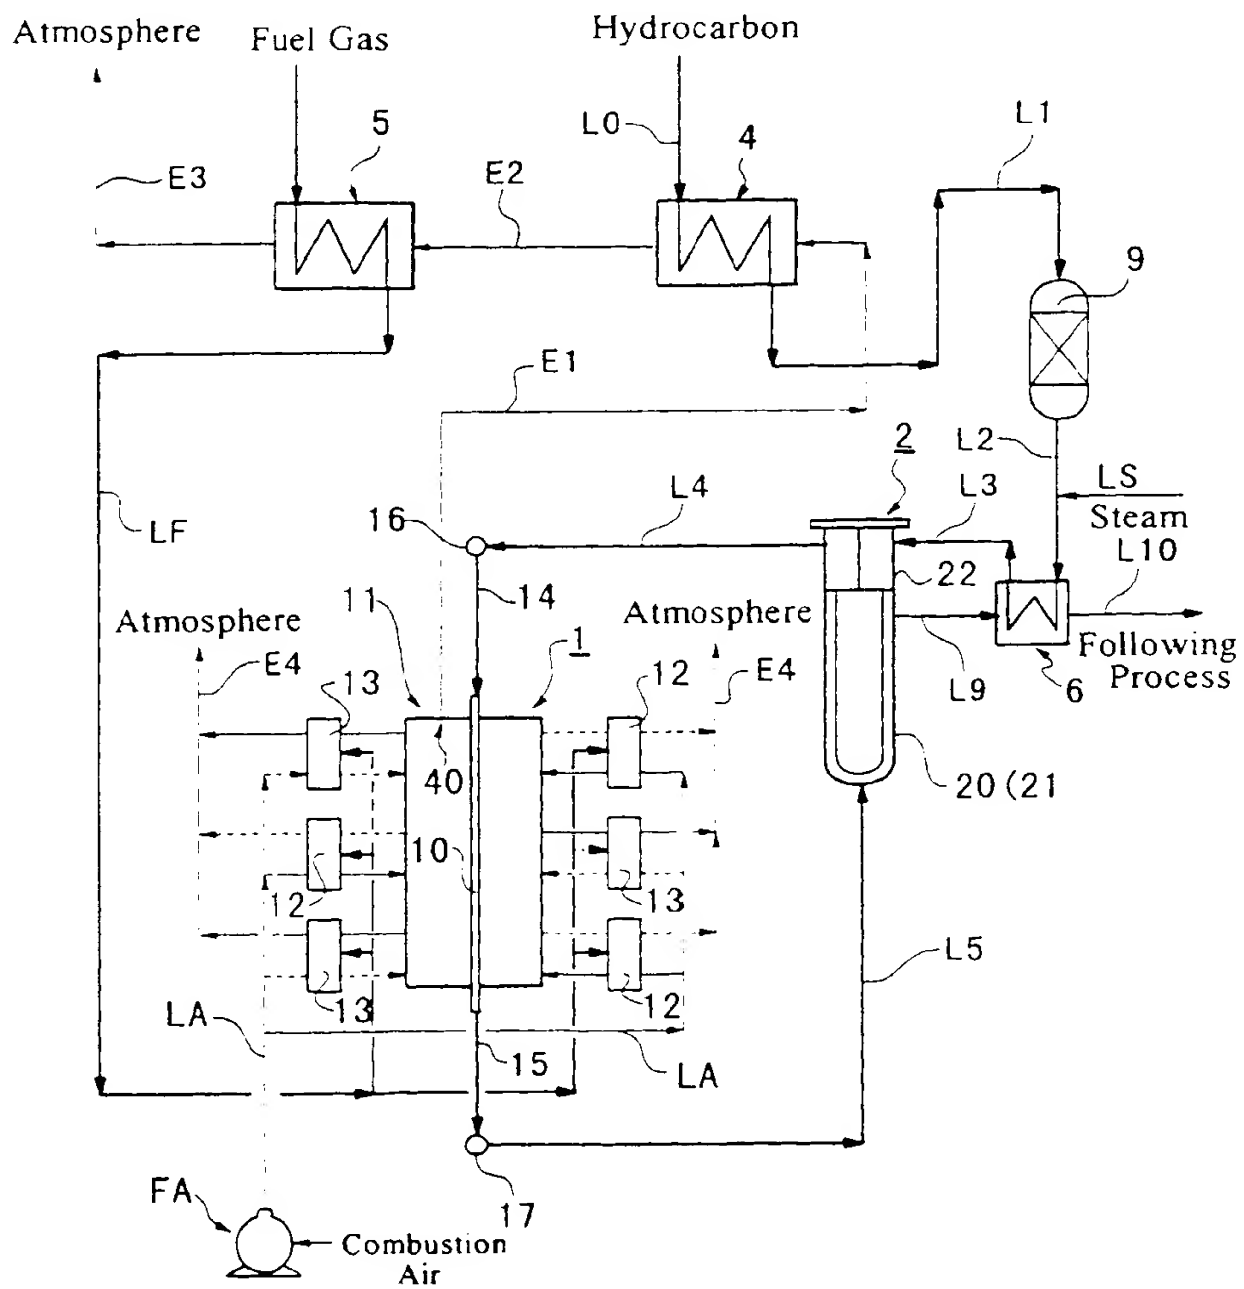 Atmosphere
Fuel Gas
Hydrocarbon
5
L0
4
L1
E3
E2
9
E1
2
L2
LS
L4
L3
Steam
LF
16
L10
22
14
11
Atmosphere
Atmosphere
1
Following
Process
E4
13
12
E4
L9
6
40
20(21
10
12
13
L5
13
12
LA
15
LA
17
FA
Combustion
Air